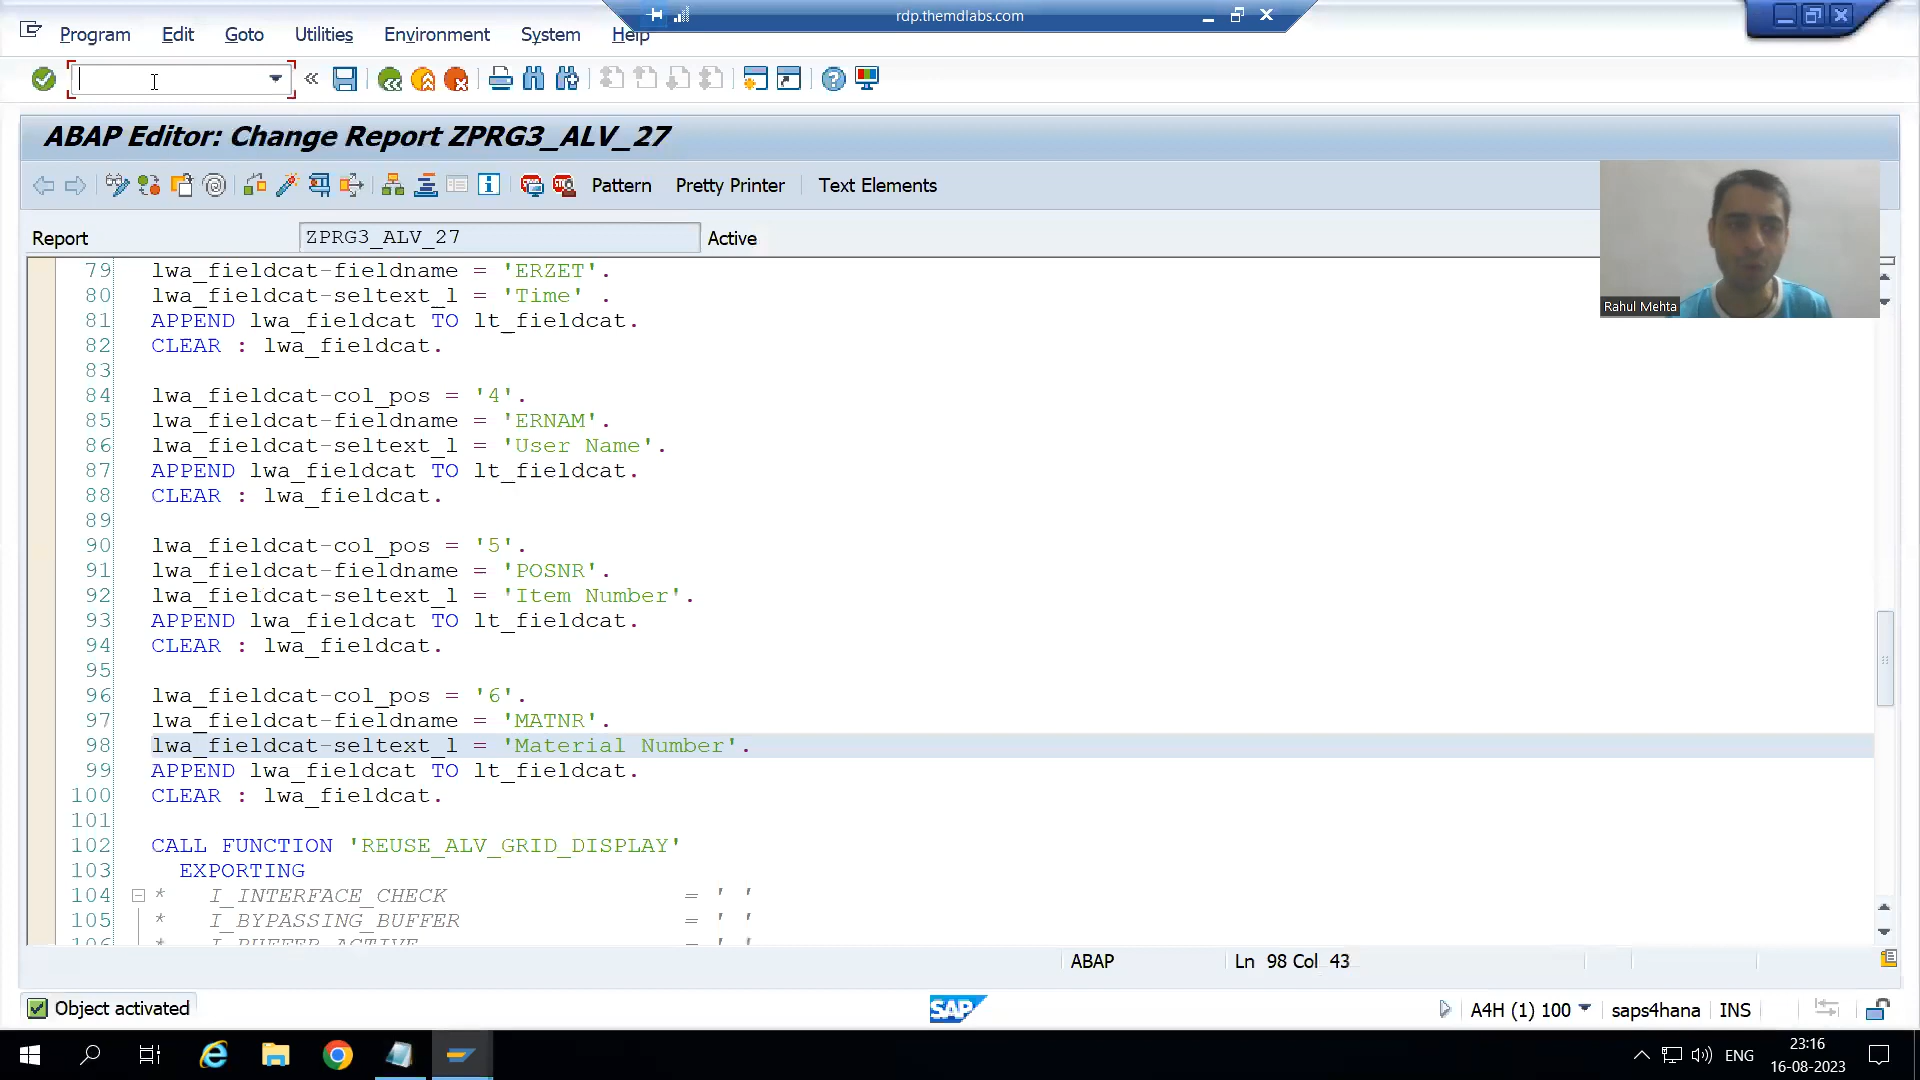 rdp.themdlabs.com
Program Edit Goto Utilities Environment System Help
ABAP Editor: Change Report ZPRG3_ALV_27
Pattern Pretty Printer Text Elements
Report ZPRG3_ALV_27 Active
Rahul Mehta
79 lwa_fieldcat-fieldname = 'ERZET'.
80 lwa_fieldcat-seltext_l = 'Time' .
81 APPEND lwa_fieldcat TO lt_fieldcat.
82 CLEAR : lwa_fieldcat.
83
84 lwa_fieldcat-col_pos = '4'.
85 lwa_fieldcat-fieldname = 'ERNAM'.
86 lwa_fieldcat-seltext_l = 'User Name'.
87 APPEND lwa_fieldcat TO lt_fieldcat.
88 CLEAR : lwa_fieldcat.
89
90 lwa_fieldcat-col_pos = '5'.
91 lwa_fieldcat-fieldname = 'POSNR'.
92 lwa_fieldcat-seltext_l = 'Item Number'.
93 APPEND lwa_fieldcat TO lt_fieldcat.
94 CLEAR : lwa_fieldcat.
95
96 lwa_fieldcat-col_pos = '6'.
97 lwa_fieldcat-fieldname = 'MATNR'.
98 lwa_fieldcat-seltext_l = 'Material Number'.
99 APPEND lwa_fieldcat TO lt_fieldcat.
100 CLEAR : lwa_fieldcat.
101
102 CALL FUNCTION 'REUSE_ALV_GRID_DISPLAY'
103 EXPORTING
104 * I_INTERFACE_CHECK = ' '
105 * I_BYPASSING_BUFFER = ' '
106 * I_BUFFER_ACTIVE = ' '
ABAP Ln 98 Col 43
Object activated SAP A4H (1) 100 saps4hana INS
ENG 23:16
16-08-2023